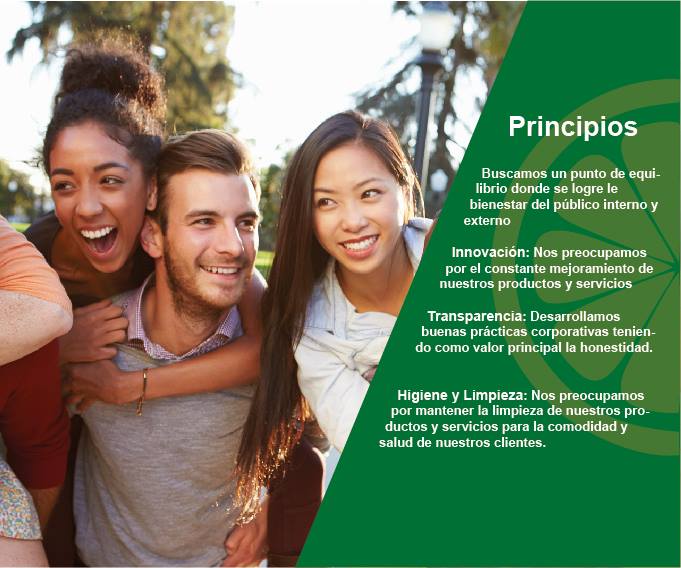 Principios
Buscamos un punto de equi-
librio donde se logre le
bienestar del público interno y
externo
Innovación: Nos preocupamos
por el constante mejoramiento de
nuestros productos y servicios
Transparencia: Desarrollamos
buenas prácticas corporativas tenien-
do como valor principal la honestidad.
Higiene y Limpieza: Nos preocupamos
por mantener la limpieza de nuestros pro-
ductos y servicios para la comodidad y
salud de nuestros clientes.